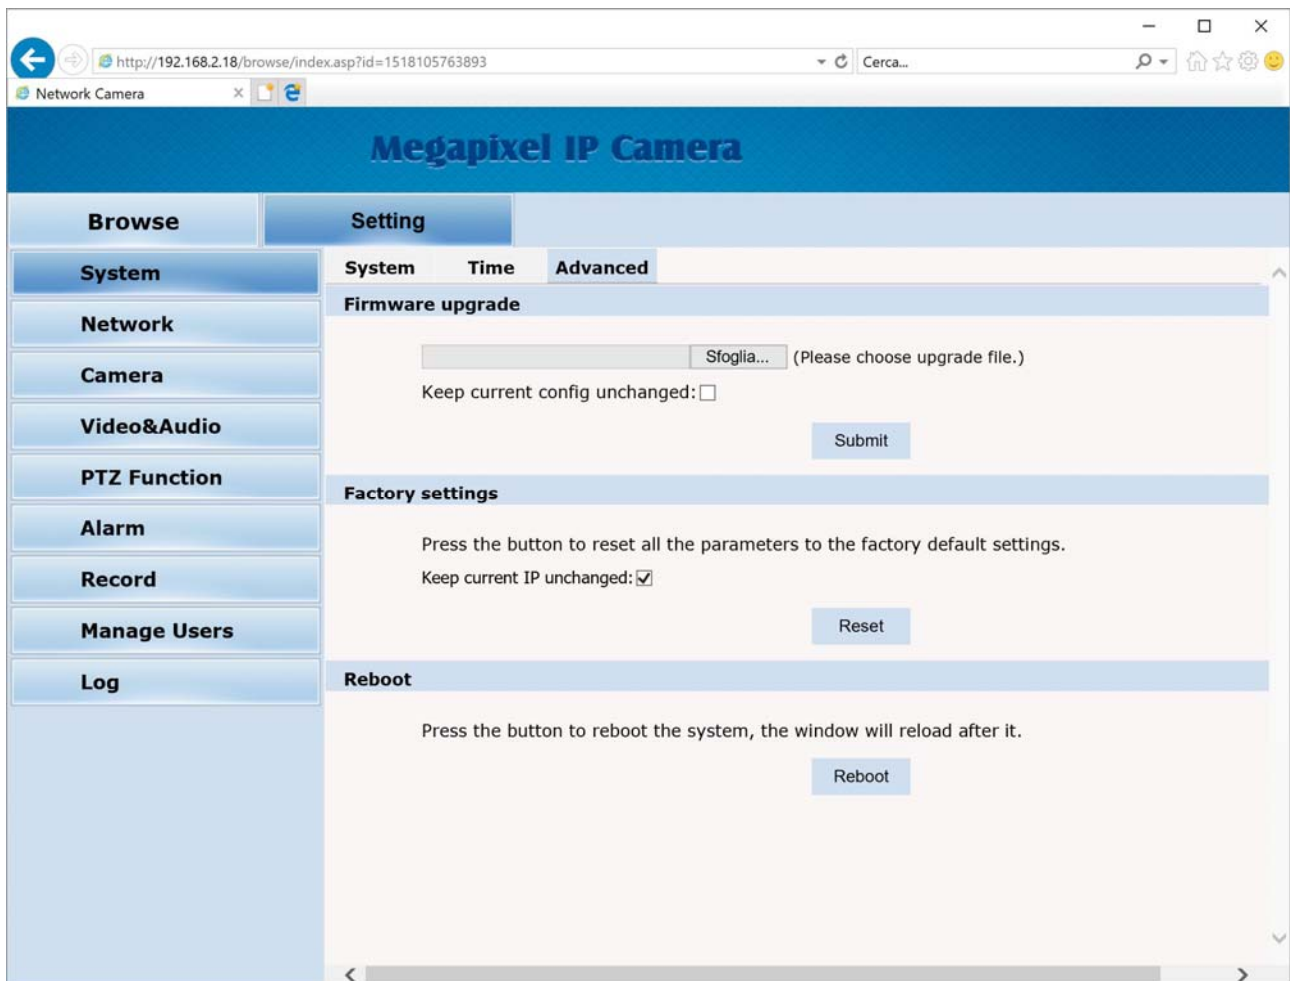 http://192.168.2.18/browse/index.asp?id=1518105763893
Cerca...
Network Camera
Megapixel IP Camera
Browse
Setting
System
Network
Camera
Video&Audio
PTZ Function
Alarm
Record
Manage Users
Log
System Time Advanced
Firmware upgrade
Sfoglia... (Please choose upgrade file.)
Keep current config unchanged:
Submit
Factory settings
Press the button to reset all the parameters to the factory default settings.
Keep current IP unchanged:
Reset
Reboot
Press the button to reboot the system, the window will reload after it.
Reboot